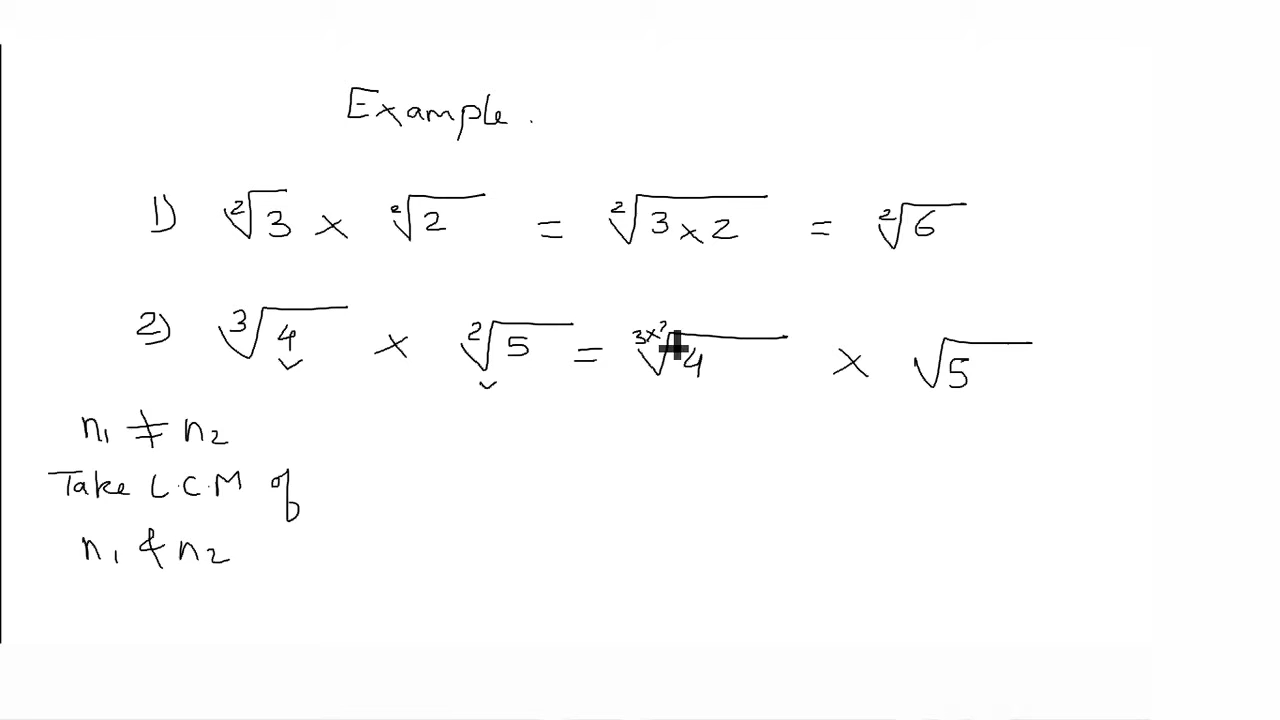 Example.
1) ²√3 × ²√2 = ²√3×2 = ²√6
2) ³√4 × ²√5 = ³ˣ²√4 × √5
n₁ ≠ n₂
Take L.C.M of
n₁ & n₂